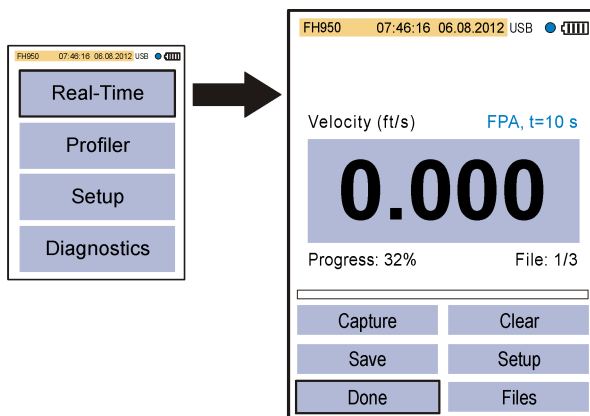 FH950 07:46:16 06.08.2012 USB
Real-Time
Profiler
Setup
Diagnostics
FH950 07:46:16 06.08.2012 USB
Velocity (ft/s) FPA, t=10 s
0.000
Progress: 32% File: 1/3
Capture Clear
Save Setup
Done Files